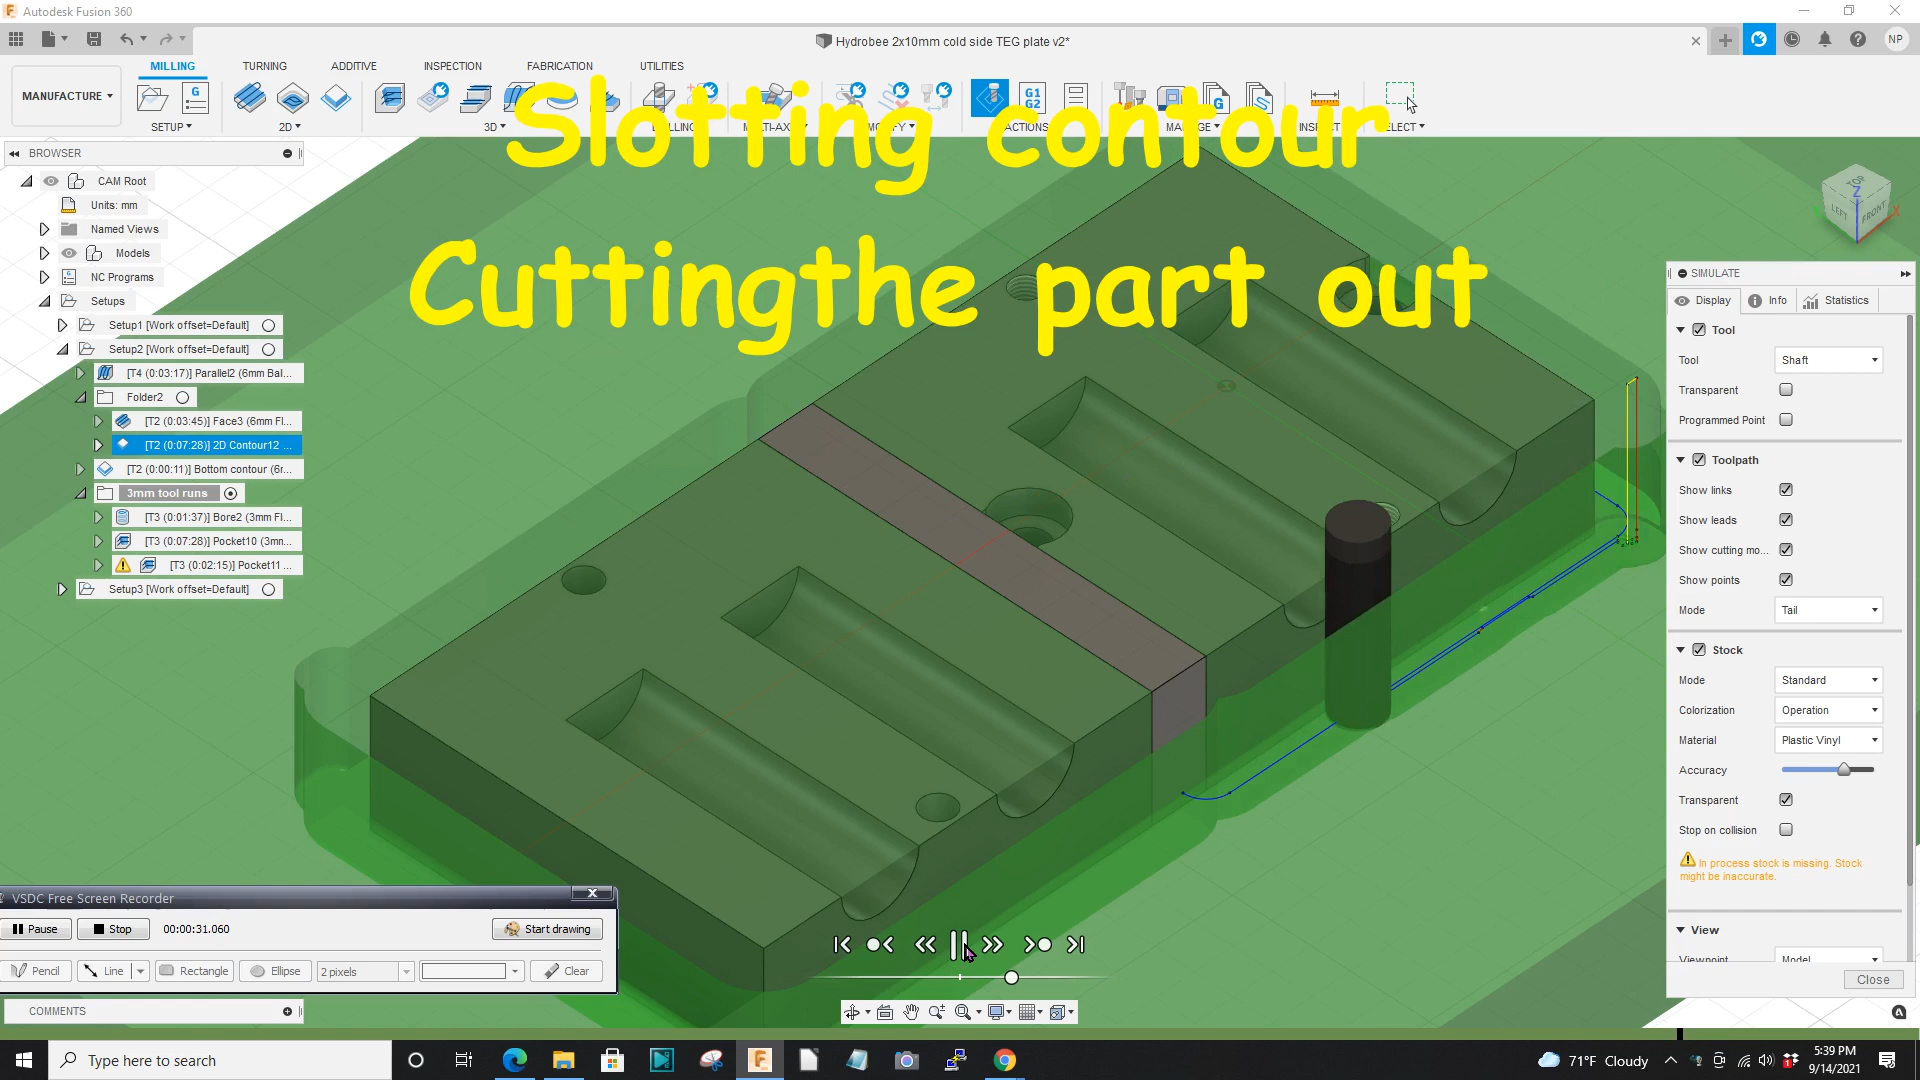 Autodesk Fusion 360
Hydrobee 2x10mm cold side TEG plate v2*
NP
MILLING
TURNING
ADDITIVE
INSPECTION
FABRICATION
UTILITIES
MANUFACTURE
SETUP
2D
3D
MULTI-AX
ACTIONS
MANAGE
Slotting contour
Cuttingthe part out
BROWSER
CAM Root
Units: mm
Named Views
Models
NC Programs
Setups
Setup1 [Work offset=Default]
Setup2 [Work offset=Default]
[T4 (0:03:17)] Parallel2 (6mm Bal...
Folder2
[T2 (0:03:45)] Face3 (6mm Fl...
[T2 (0:07:28)] 2D Contour12 ...
[T2 (0:00:11)] Bottom contour (6r...
3mm tool runs
[T3 (0:01:37)] Bore2 (3mm Fl...
[T3 (0:07:28)] Pocket10 (3mm...
[T3 (0:02:15)] Pocket11 ...
Setup3 [Work offset=Default]
TOP
LEFT
FRONT
Z
X
SIMULATE
Display
Info
Statistics
Tool
Tool
Shaft
Transparent
Programmed Point
Toolpath
Show links
Show leads
Show cutting mo...
Show points
Mode
Tail
Stock
Mode
Standard
Colorization
Operation
Material
Plastic Vinyl
Accuracy
Transparent
Stop on collision
In process stock is missing. Stock
might be inaccurate.
View
Viewpoint
Model
Close
VSDC Free Screen Recorder
Pause
Stop
00:00:31.060
Start drawing
Pencil
Line
Rectangle
Ellipse
2 pixels
Clear
COMMENTS
Type here to search
71°F Cloudy
5:39 PM
9/14/2021